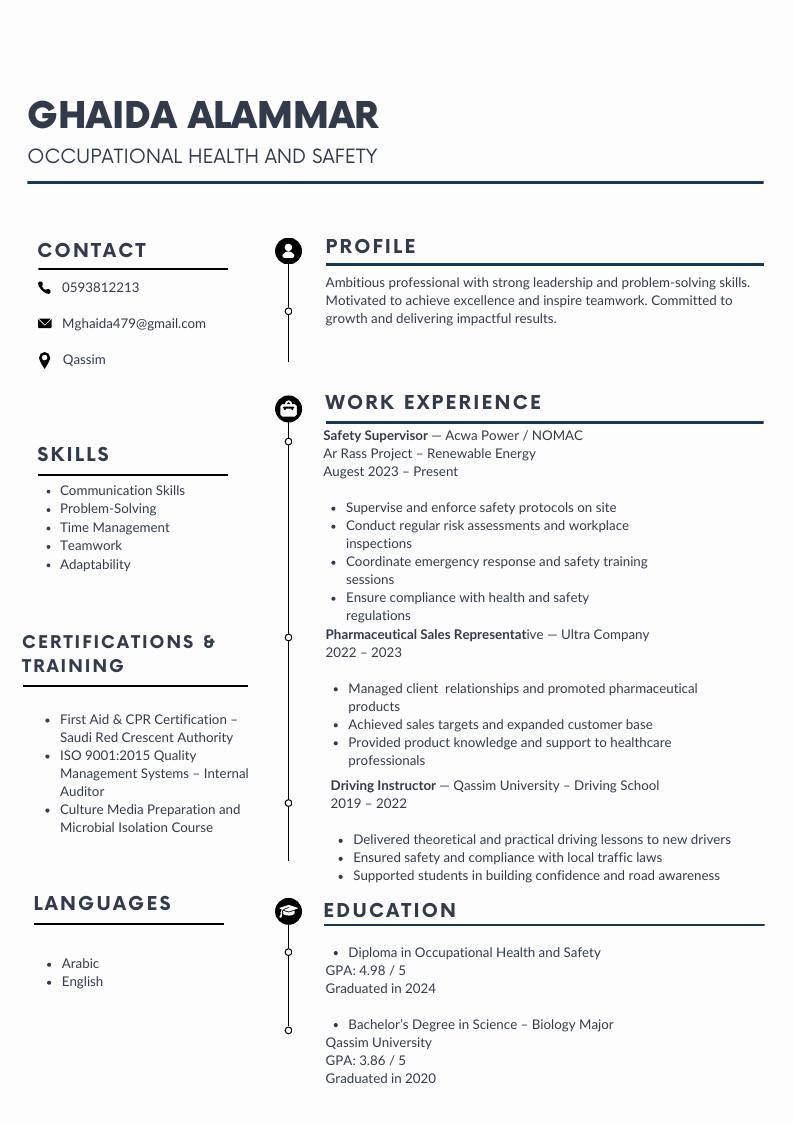 GHAIDA ALAMMAR
OCCUPATIONAL HEALTH AND SAFETY
CONTACT
0593812213
Mghaida479@gmail.com
Qassim
SKILLS
• Communication Skills
• Problem-Solving
• Time Management
• Teamwork
• Adaptability
CERTIFICATIONS &
TRAINING
• First Aid & CPR Certification –
Saudi Red Crescent Authority
• ISO 9001:2015 Quality
Management Systems – Internal
Auditor
• Culture Media Preparation and
Microbial Isolation Course
LANGUAGES
• Arabic
• English
PROFILE
Ambitious professional with strong leadership and problem-solving skills.
Motivated to achieve excellence and inspire teamwork. Committed to
growth and delivering impactful results.
WORK EXPERIENCE
Safety Supervisor — Acwa Power / NOMAC
Ar Rass Project – Renewable Energy
Augest 2023 – Present
• Supervise and enforce safety protocols on site
• Conduct regular risk assessments and workplace
inspections
• Coordinate emergency response and safety training
sessions
• Ensure compliance with health and safety
regulations
Pharmaceutical Sales Representative — Ultra Company
2022 – 2023
• Managed client relationships and promoted pharmaceutical
products
• Achieved sales targets and expanded customer base
• Provided product knowledge and support to healthcare
professionals
Driving Instructor — Qassim University – Driving School
2019 – 2022
• Delivered theoretical and practical driving lessons to new drivers
• Ensured safety and compliance with local traffic laws
• Supported students in building confidence and road awareness
EDUCATION
• Diploma in Occupational Health and Safety
GPA: 4.98 / 5
Graduated in 2024
• Bachelor's Degree in Science – Biology Major
Qassim University
GPA: 3.86 / 5
Graduated in 2020